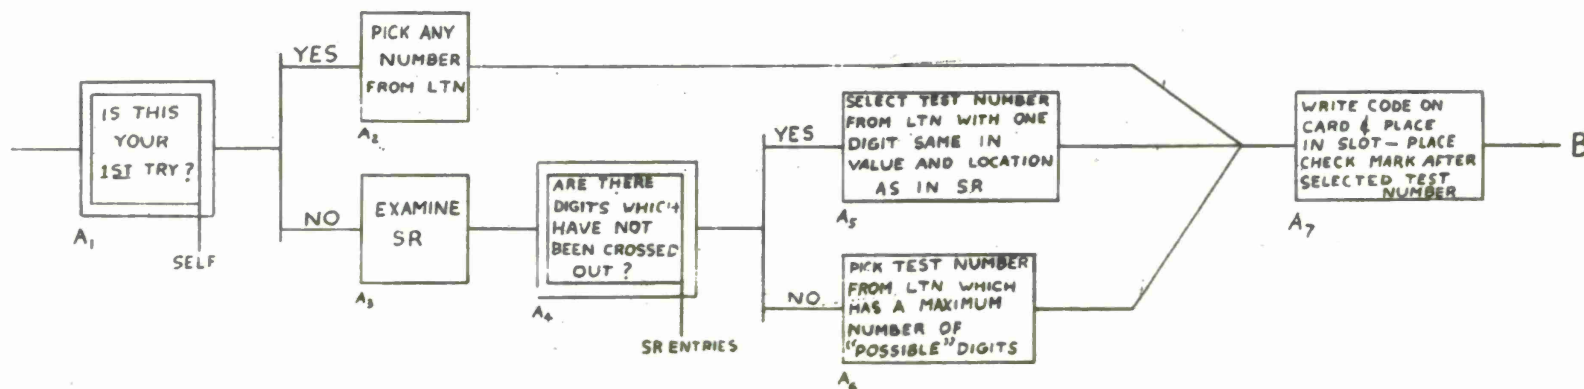 IS THIS
YOUR
1ST TRY?
A1
SELF
YES
PICK ANY
NUMBER
FROM LTN
A2
NO
EXAMINE
SR
A3
ARE THERE
DIGITS WHICH
HAVE NOT
BEEN CROSSED
OUT?
A4
SR ENTRIES
YES
SELECT TEST NUMBER
FROM LTN WITH ONE
DIGIT SAME IN
VALUE AND LOCATION
AS IN SR
A5
NO
PICK TEST NUMBER
FROM LTN WHICH
HAS A MAXIMUM
NUMBER OF
"POSSIBLE" DIGITS
A6
WRITE CODE ON
CARD & PLACE
IN SLOT - PLACE
CHECK MARK AFTER
SELECTED TEST
NUMBER
A7
B